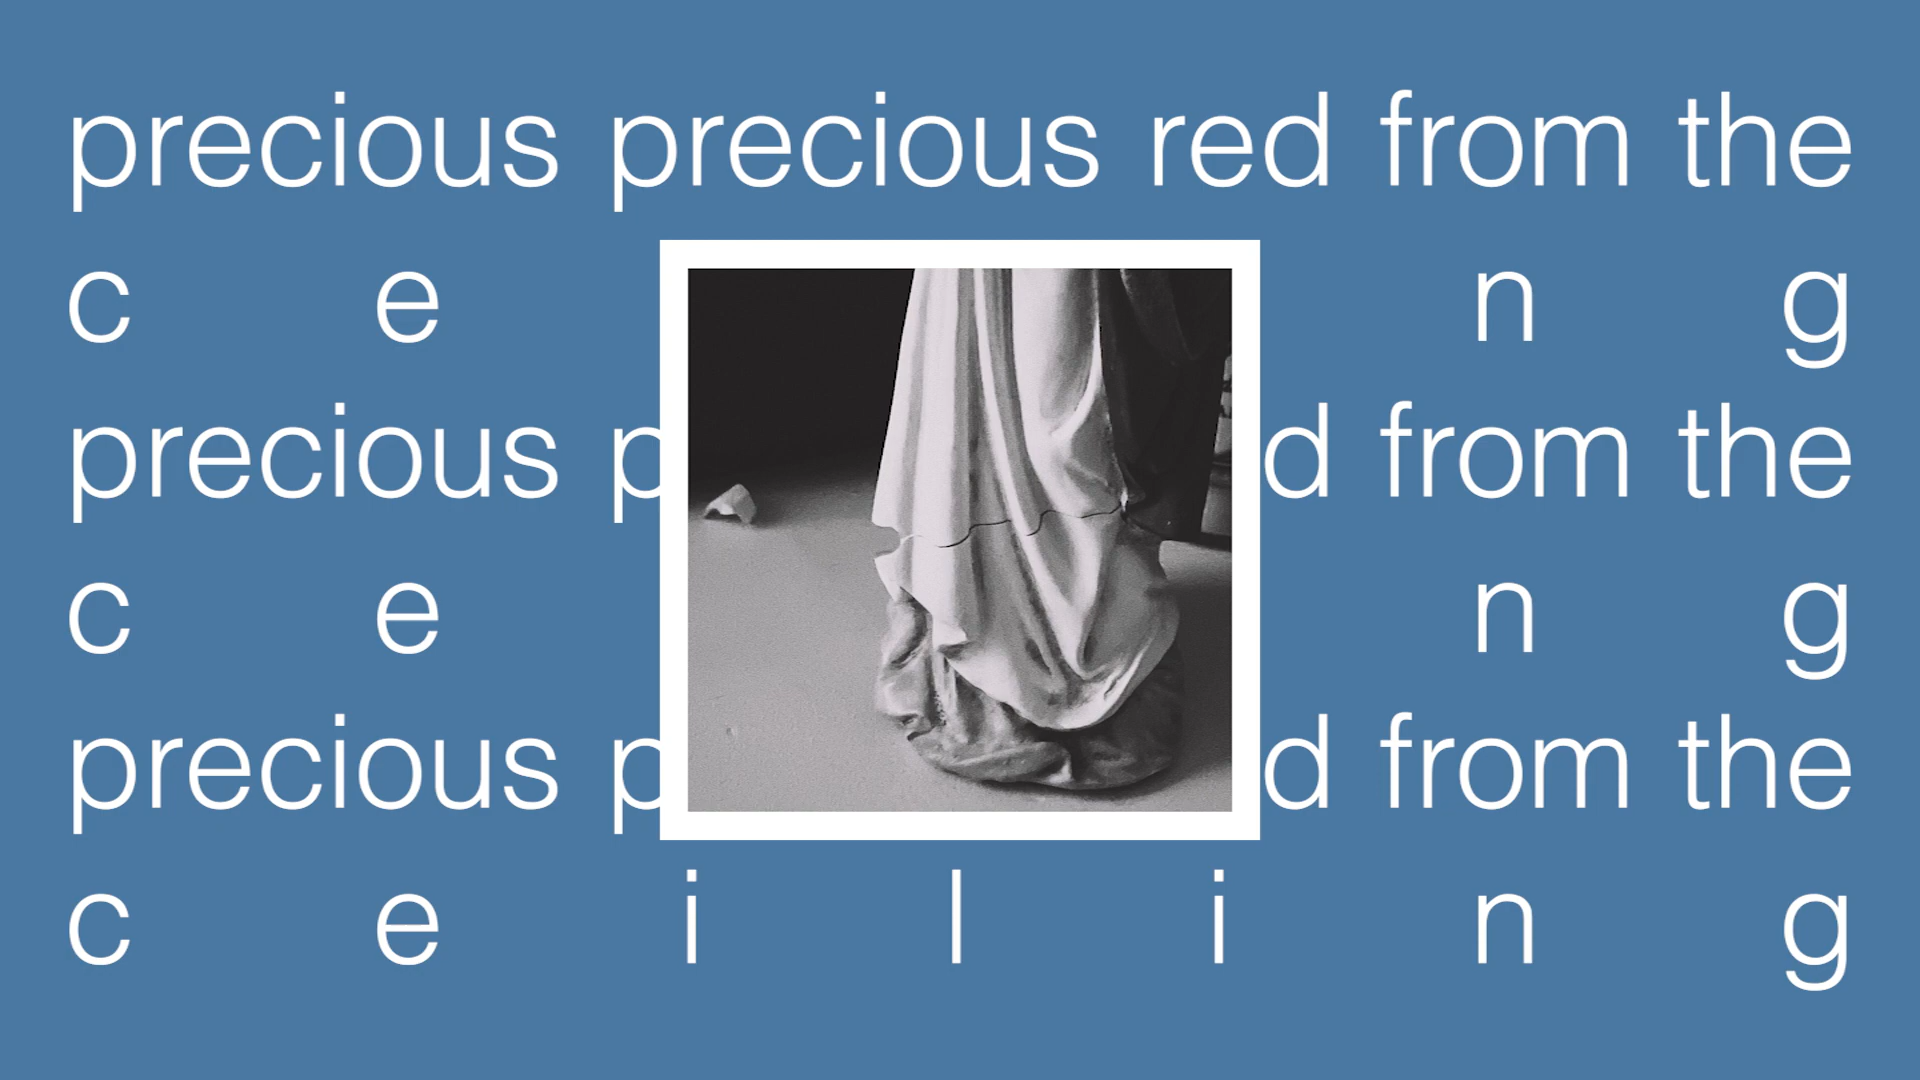 precious precious red from the
c e n g
precious p d from the
c e n g
precious p d from the
c e i l i n g